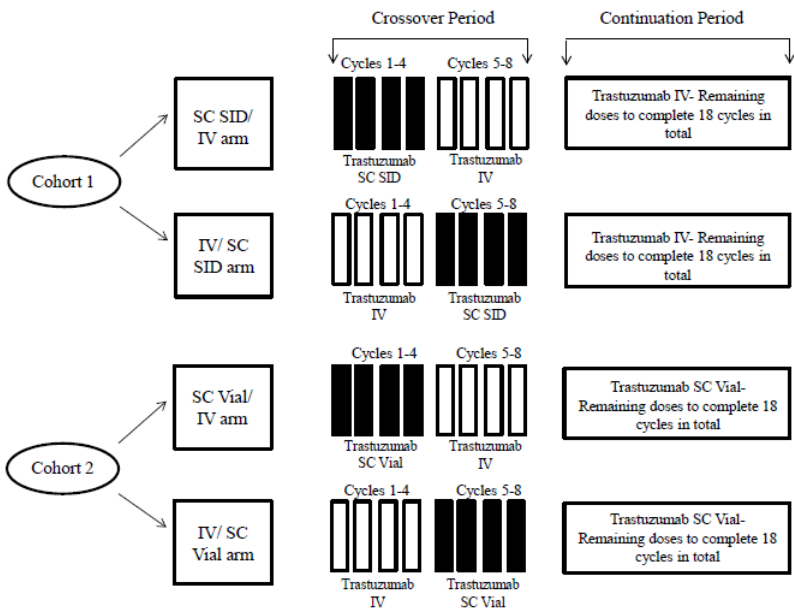 Crossover Period
Continuation Period
Cohort 1
SC SID/
IV arm
Cycles 1-4
Cycles 5-8
Trastuzumab
SC SID
Trastuzumab
IV
Trastuzumab IV- Remaining
doses to complete 18 cycles in
total
IV/ SC
SID arm
Cycles 1-4
Cycles 5-8
Trastuzumab
IV
Trastuzumab
SC SID
Trastuzumab IV- Remaining
doses to complete 18 cycles in
total
Cohort 2
SC Vial/
IV arm
Cycles 1-4
Cycles 5-8
Trastuzumab
SC Vial
Trastuzumab
IV
Trastuzumab SC Vial-
Remaining doses to complete 18
cycles in total
IV/ SC
Vial arm
Cycles 1-4
Cycles 5-8
Trastuzumab
IV
Trastuzumab
SC Vial
Trastuzumab SC Vial-
Remaining doses to complete 18
cycles in total